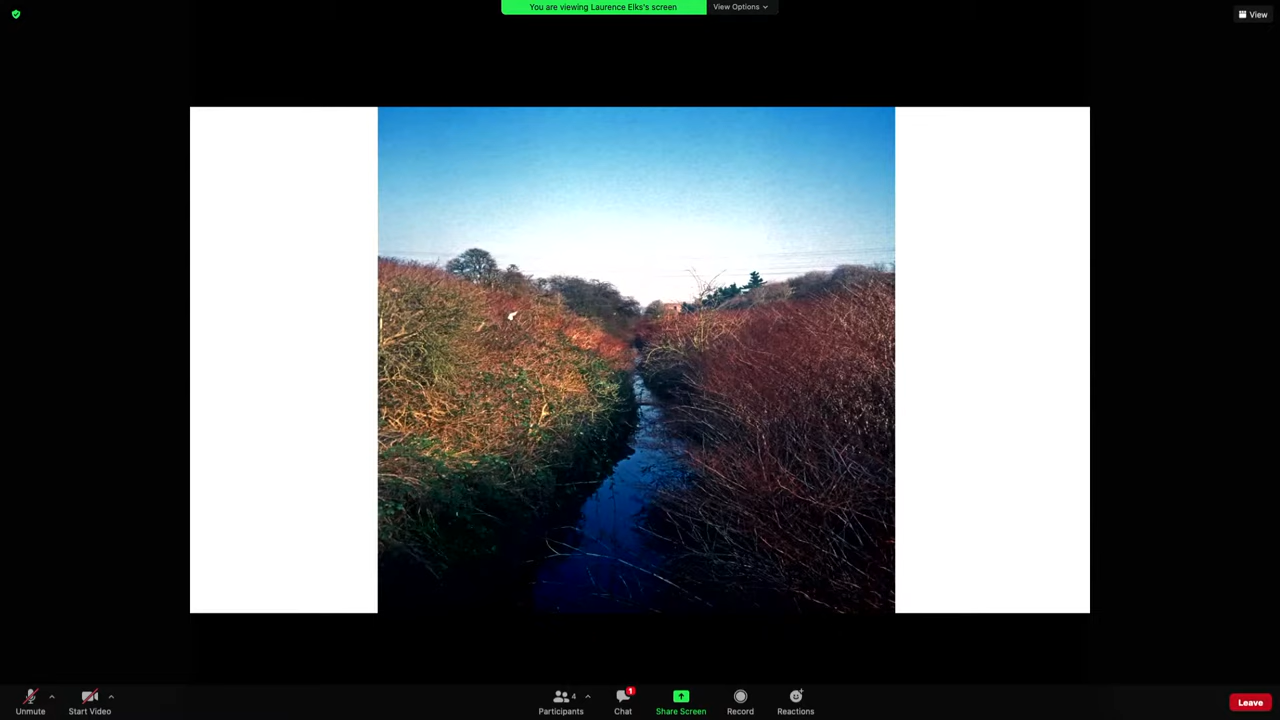 You are viewing Laurence Elks's screen
View Options
View
Unmute
Start Video
4
Participants
1
Chat
Share Screen
Record
Reactions
Leave